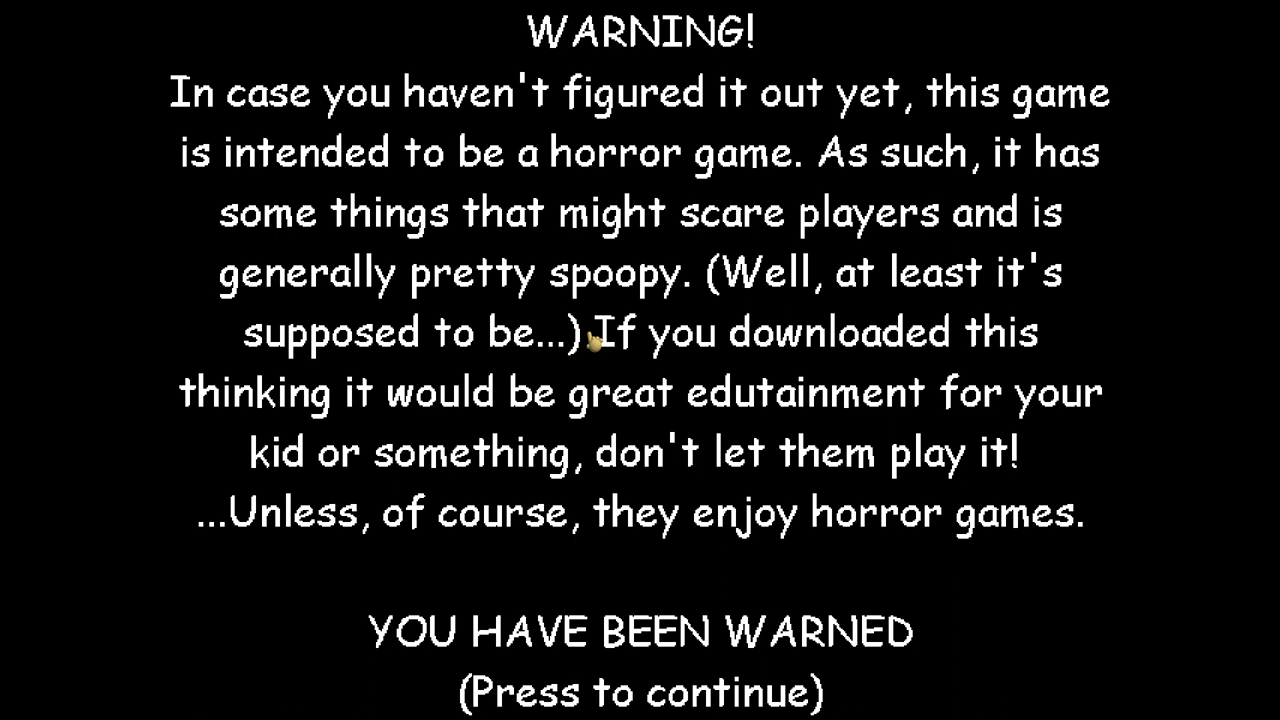 WARNING!
In case you haven't figured it out yet, this game
is intended to be a horror game. As such, it has
some things that might scare players and is
generally pretty spoopy. (Well, at least it's
supposed to be...) If you downloaded this
thinking it would be great edutainment for your
kid or something, don't let them play it!
...Unless, of course, they enjoy horror games.
YOU HAVE BEEN WARNED
(Press to continue)